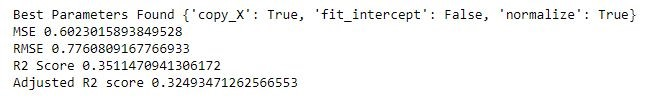 Best Parameters Found {'copy_X': True, 'fit_intercept': False, 'normalize': True}
MSE 0.6023015893849528
RMSE 0.7760809167766933
R2 Score 0.3511470941306172
Adjusted R2 score 0.32493471262566553